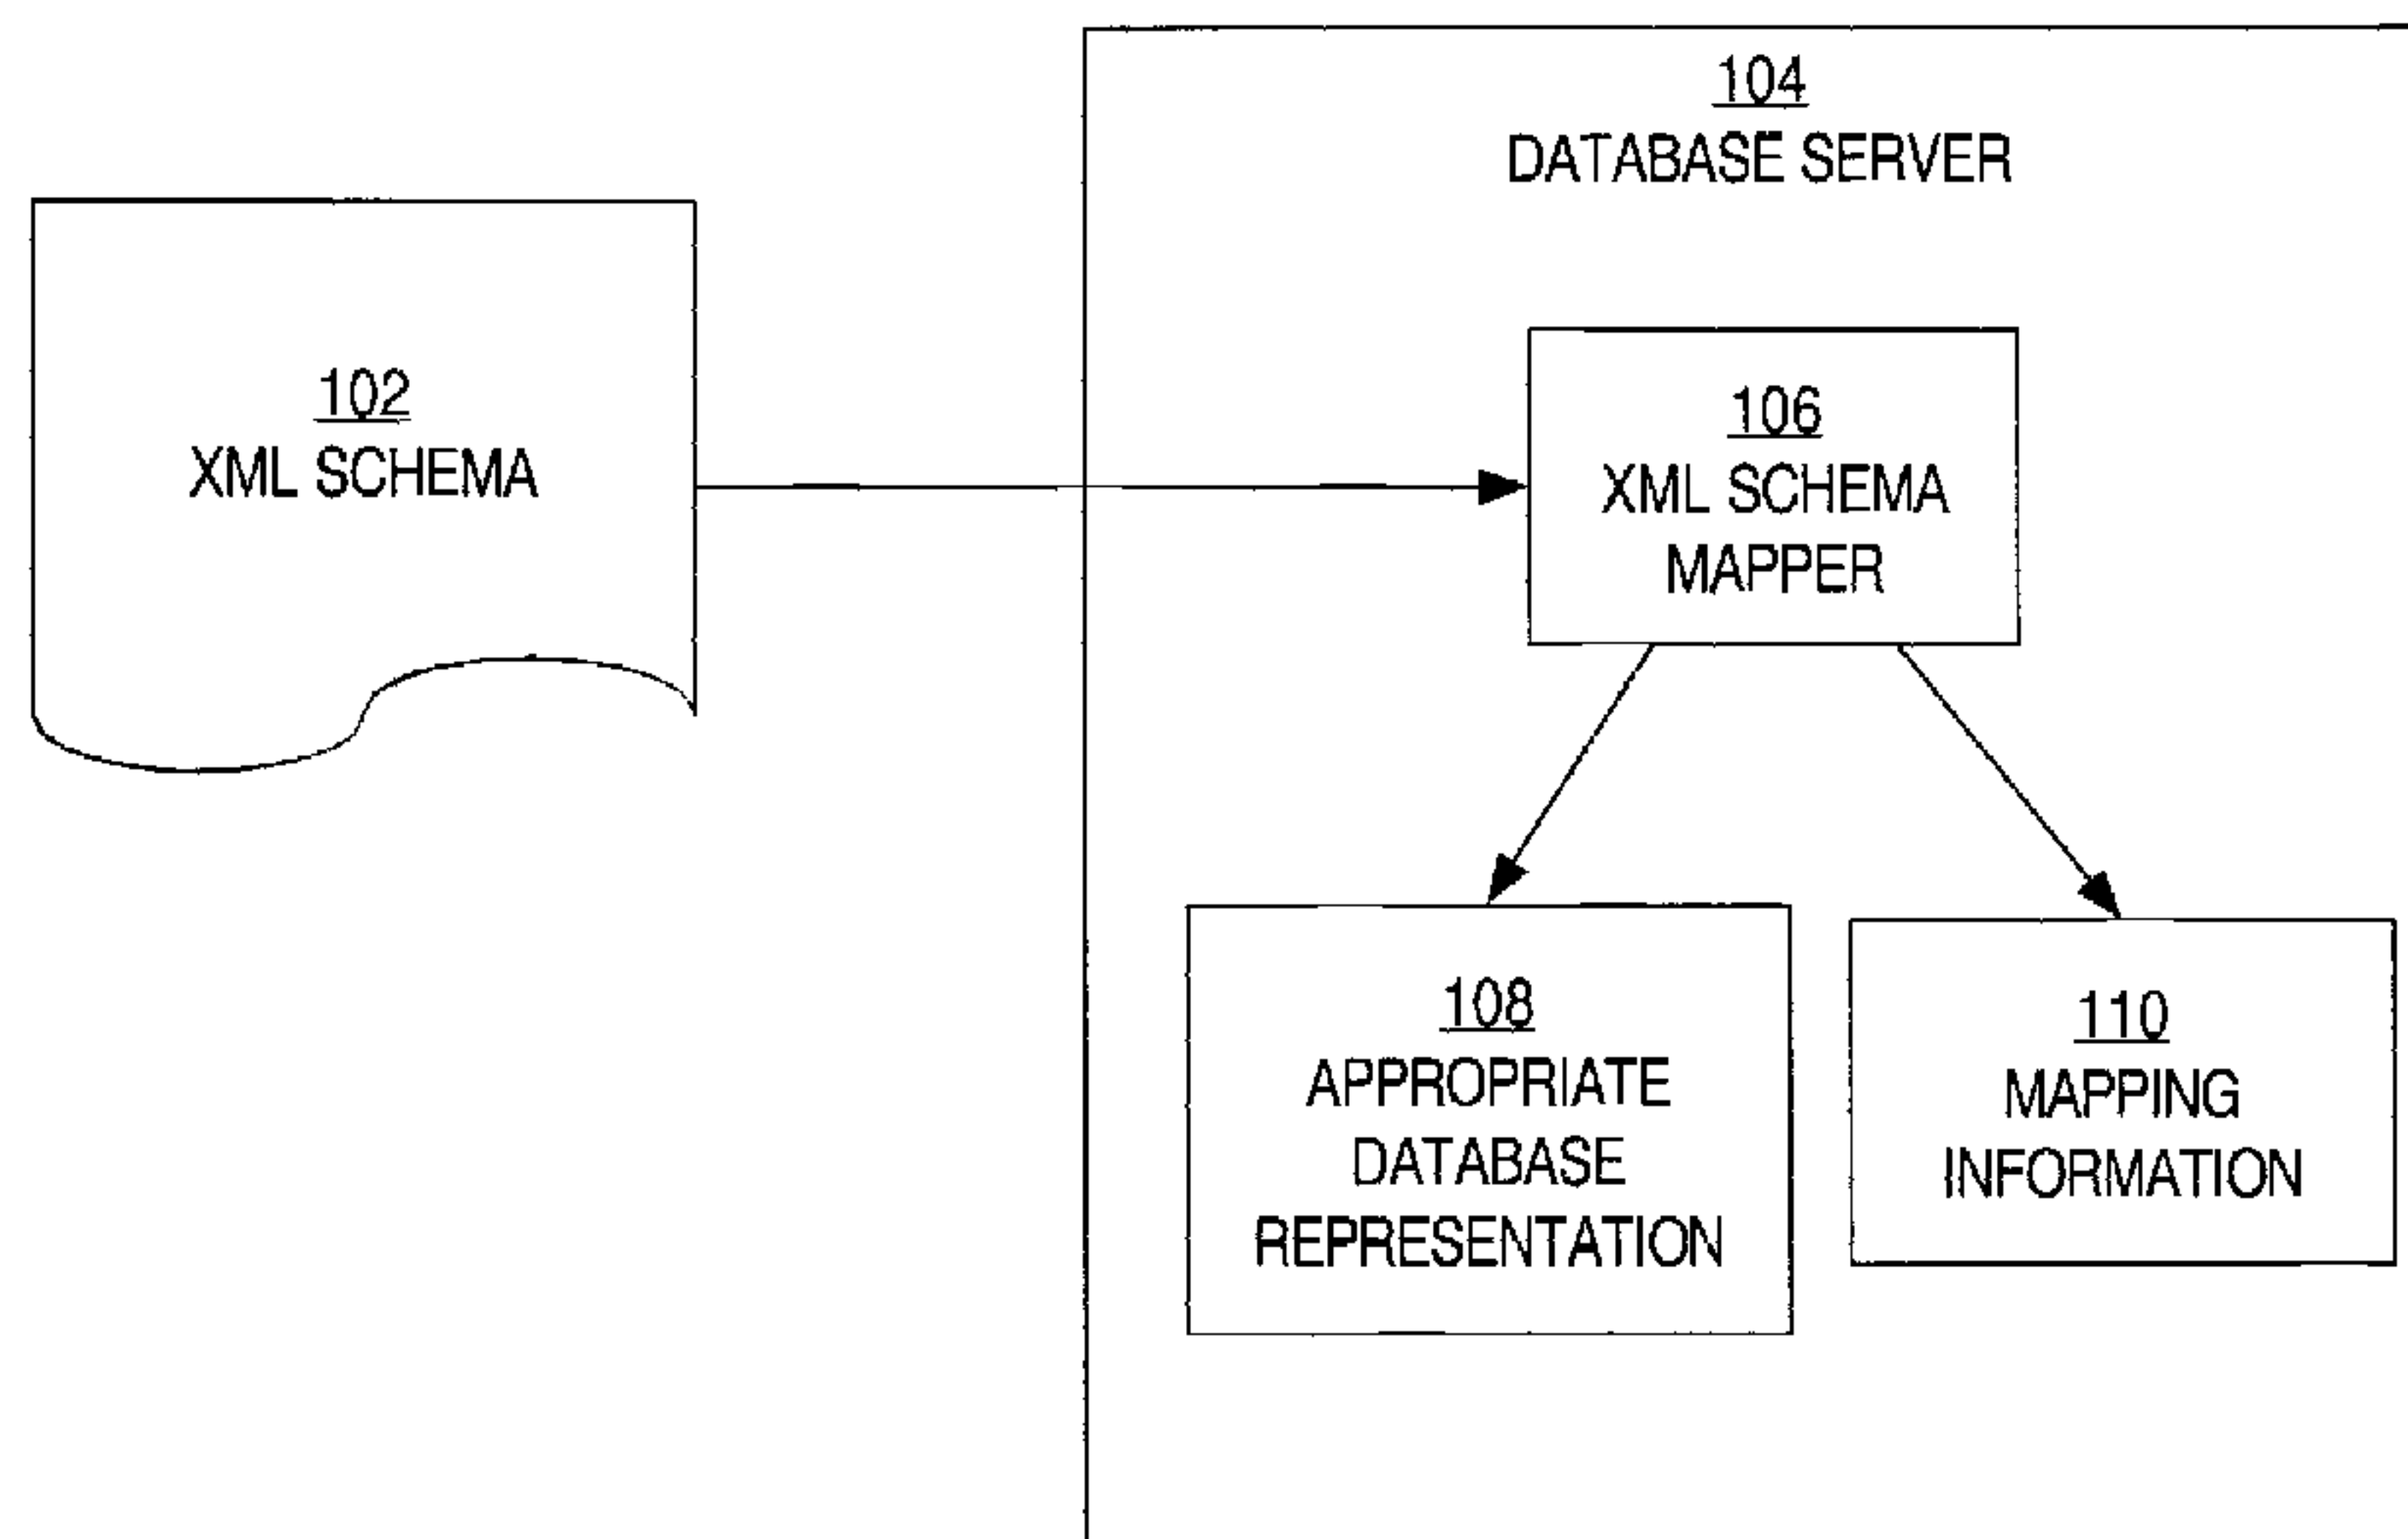 104
DATABASE SERVER
102
XML SCHEMA
106
XML SCHEMA
MAPPER
108
APPROPRIATE
DATABASE
REPRESENTATION
110
MAPPING
INFORMATION